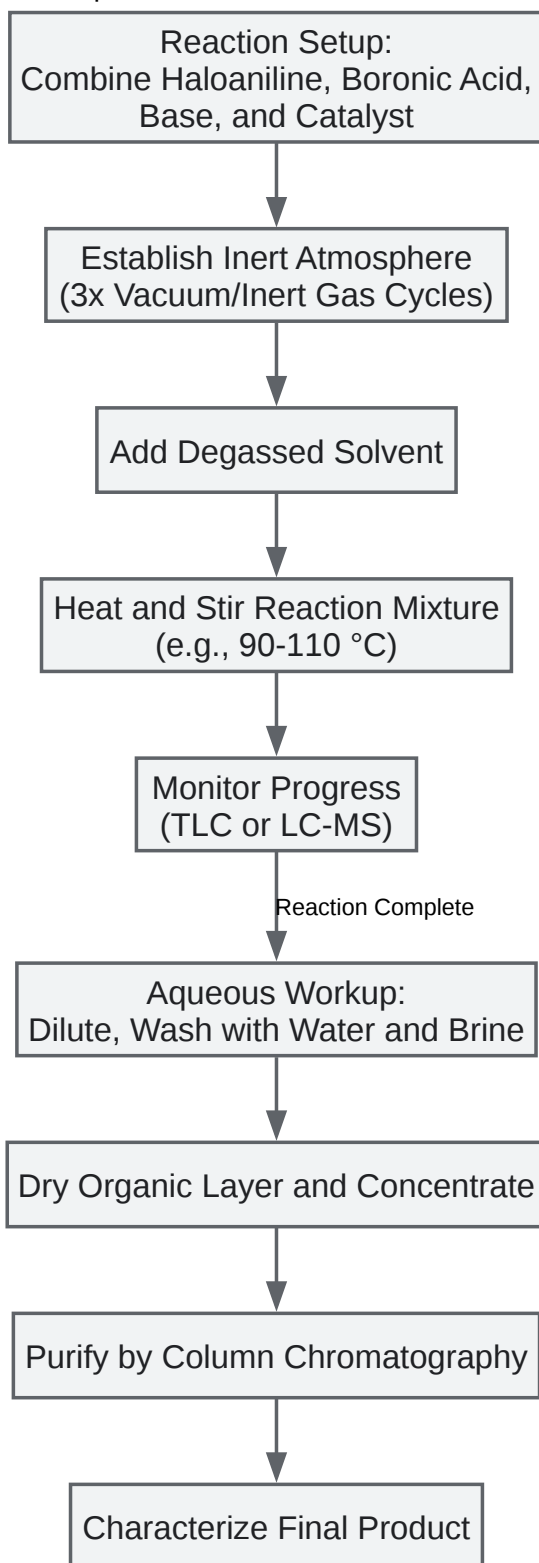 Reaction Setup:
Combine Haloaniline, Boronic Acid,
Base, and Catalyst
Establish Inert Atmosphere
(3x Vacuum/Inert Gas Cycles)
Add Degassed Solvent
Heat and Stir Reaction Mixture
(e.g., 90-110 °C)
Monitor Progress
(TLC or LC-MS)
Reaction Complete
Aqueous Workup:
Dilute, Wash with Water and Brine
Dry Organic Layer and Concentrate
Purify by Column Chromatography
Characterize Final Product